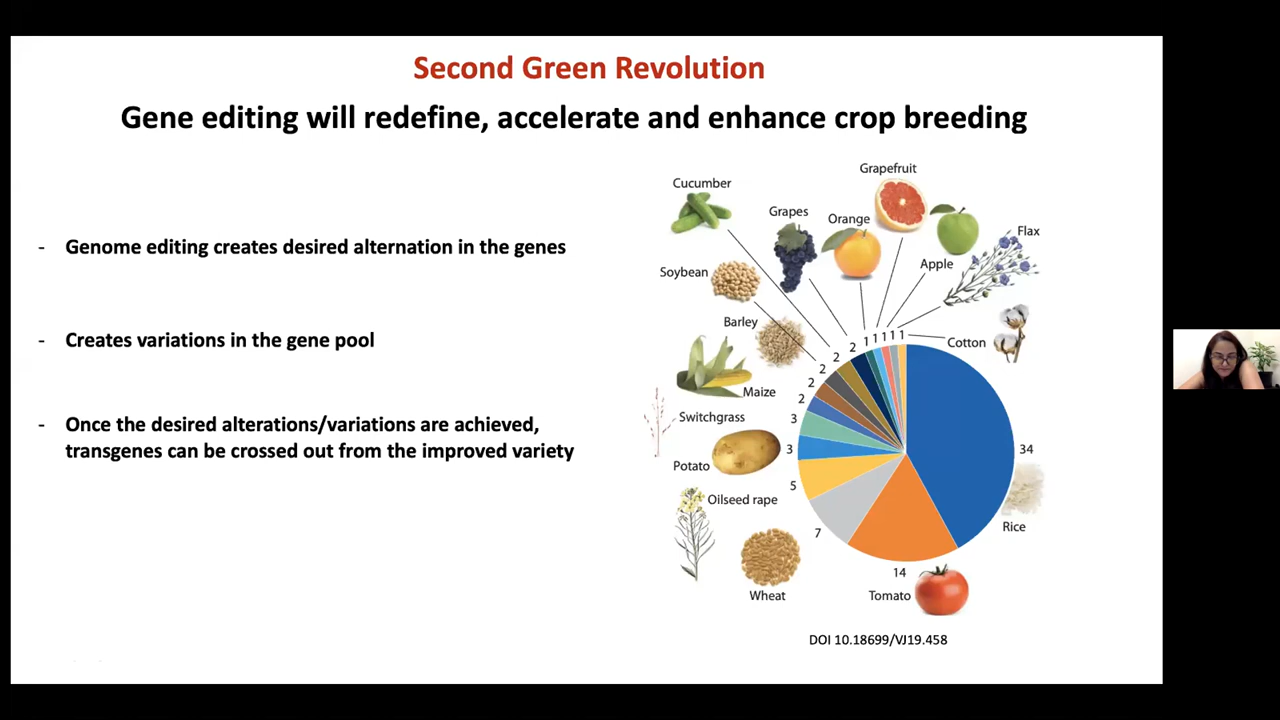 Second Green Revolution
Gene editing will redefine, accelerate and enhance crop breeding
- Genome editing creates desired alternation in the genes
- Creates variations in the gene pool
- Once the desired alterations/variations are achieved,
transgenes can be crossed out from the improved variety
Grapefruit
Cucumber
Grapes
Orange
Flax
Apple
Soybean
Barley
Cotton
Maize
Switchgrass
Potato
Oilseed rape
Wheat
Tomato
Rice
34
14
7
5
3
3
2
2
2
2
2
1
1
1
1
1
DOI 10.18699/VJ19.458